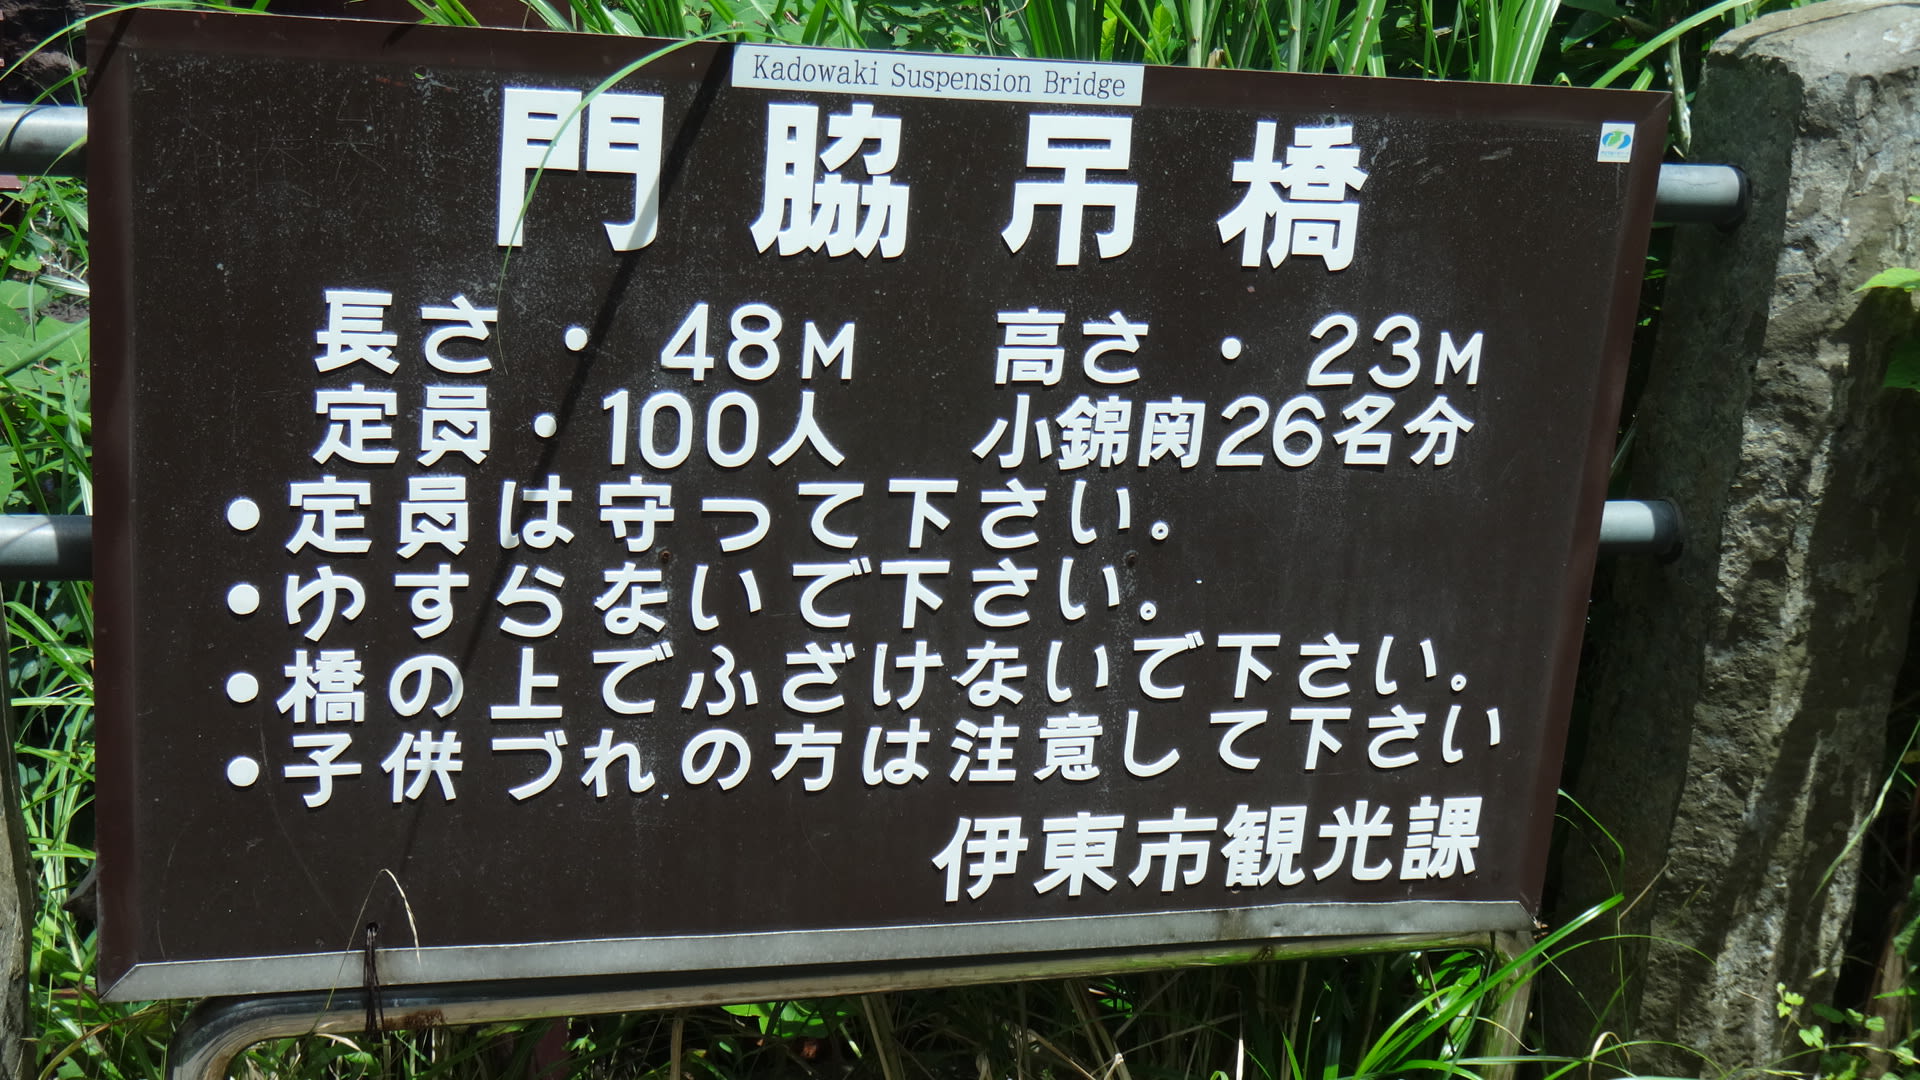 Kadowaki Suspension Bridge
門脇吊橋
長さ・48M 高さ・23M
定員・100人 小錦関26名分
•定員は守って下さい。
•ゆすらないで下さい。
•橋の上でふざけないで下さい。
•子供づれの方は注意して下さい
伊東市観光課